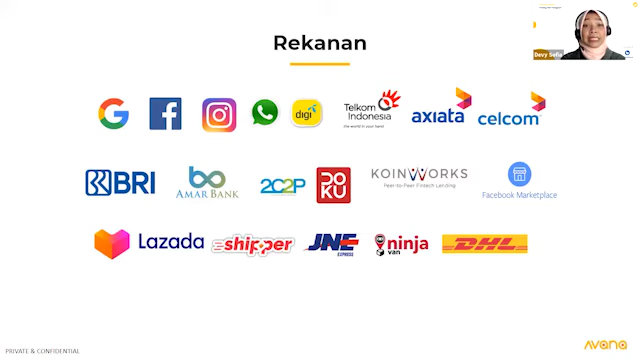 Rekanan
Devy Sofia
G
f
digi
Telkom
Indonesia
the world in your hand
axiata
celcom
BRI
bo
AMAR BANK
2C2P
DOKU
KOINWORKS
Peer-to-Peer Fintech Lending
Facebook Marketplace
Lazada
shipper
JNE
EXPRESS
ninja
van
DHL
PRIVATE & CONFIDENTIAL
avana